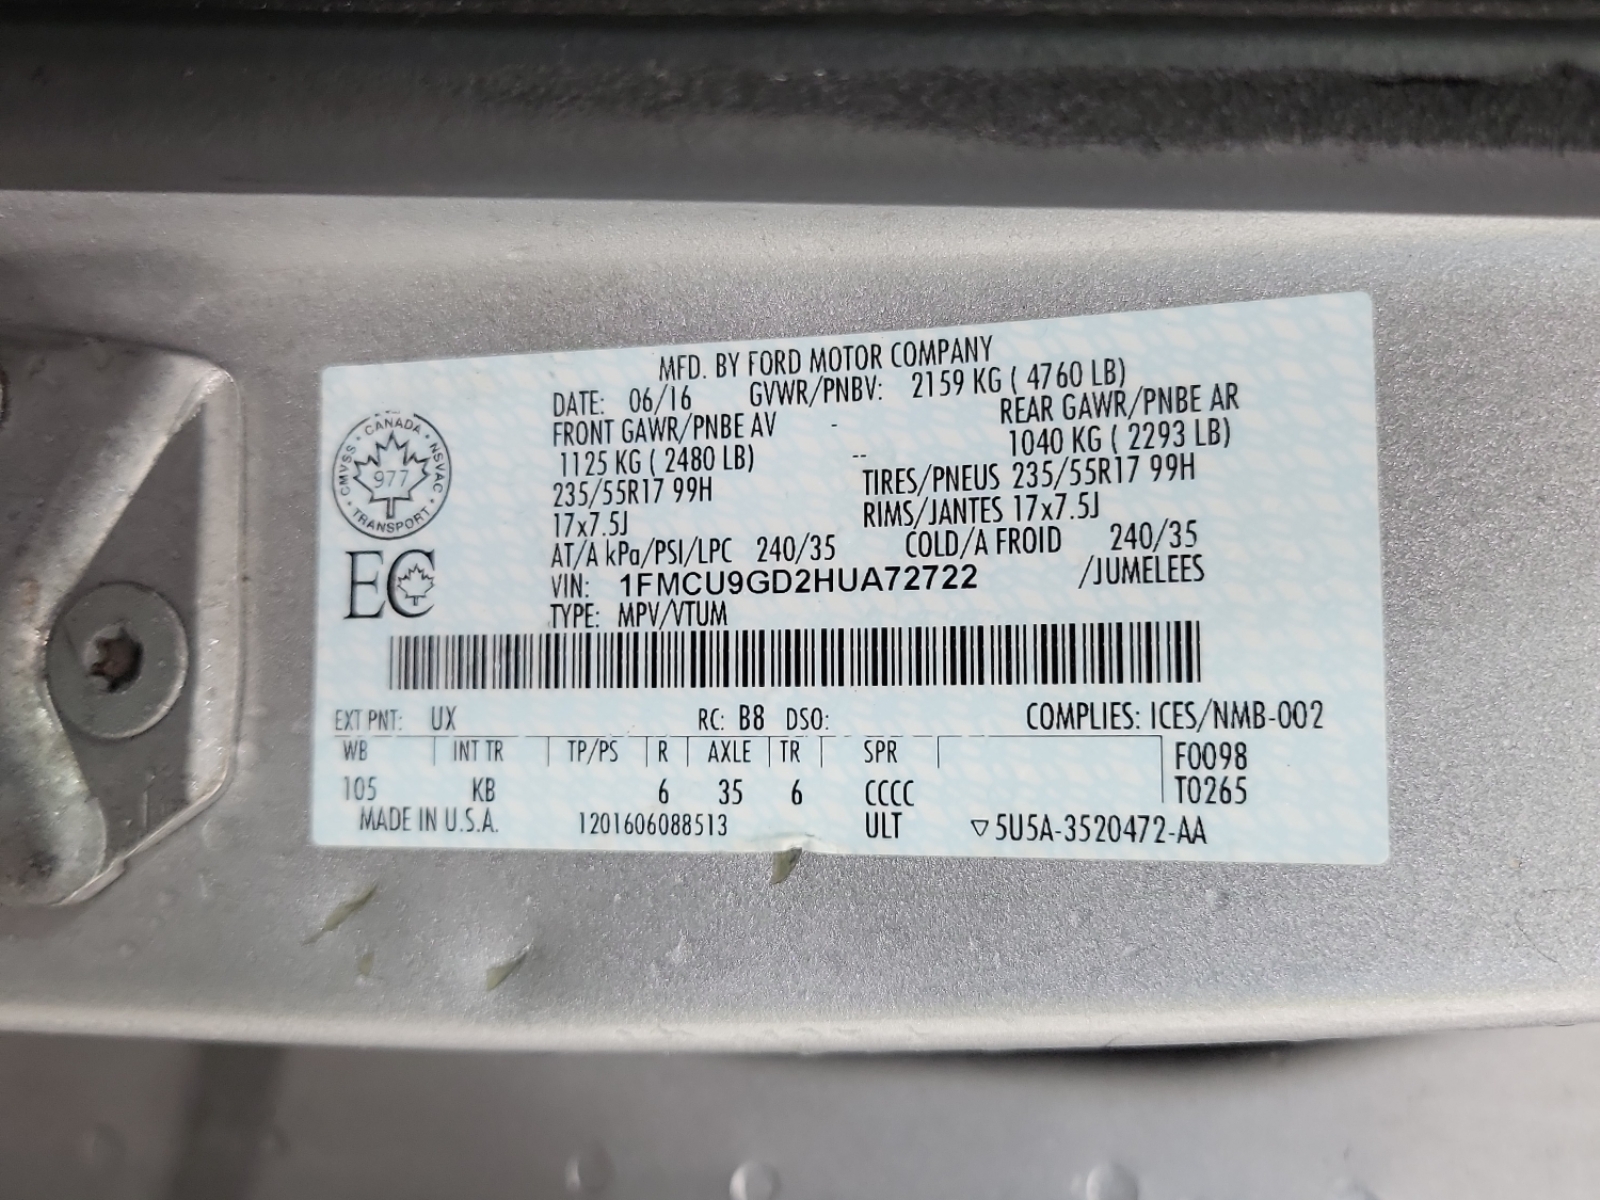 MFD. BY FORD MOTOR COMPANY
DATE: 06/16 GVWR/PNBV: 2159 KG ( 4760 LB)
FRONT GAWR/PNBE AV - REAR GAWR/PNBE AR
1125 KG ( 2480 LB) -- 1040 KG ( 2293 LB)
235/55R17 99H TIRES/PNEUS 235/55R17 99H
17x7.5J RIMS/JANTES 17x7.5J
AT/A kPa/PSI/LPC 240/35 COLD/A FROID 240/35
VIN: 1FMCU9GD2HUA72722 /JUMELEES
TYPE: MPV/VTUM
CANADA • NSVAC • TRANSPORT • CMVSS •
977
EC
EXT PNT: UX RC: B8 DSO: COMPLIES: ICES/NMB-002
WB INT TR TP/PS R AXLE TR SPR F0098
105 KB 6 35 6 CCCC T0265
MADE IN U.S.A. 1201606088513 ULT ▽5U5A-3520472-AA